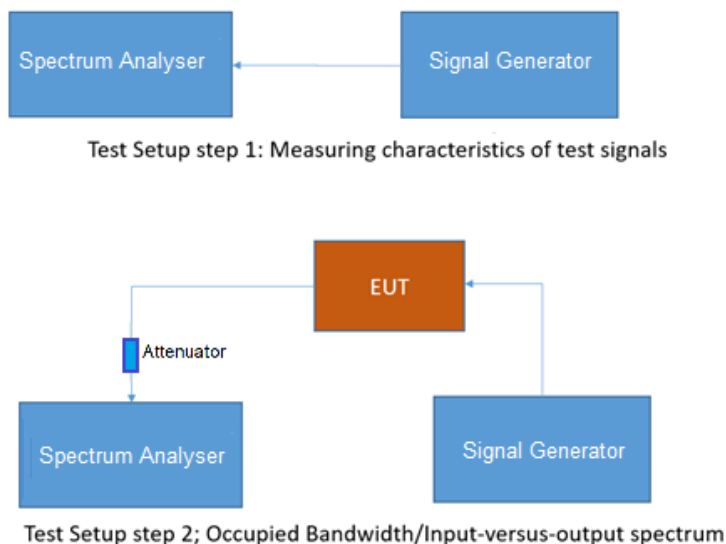 Spectrum Analyser
Signal Generator
Test Setup step 1: Measuring characteristics of test signals
EUT
Attenuator
Spectrum Analyser
Signal Generator
Test Setup step 2; Occupied Bandwidth/Input-versus-output spectrum